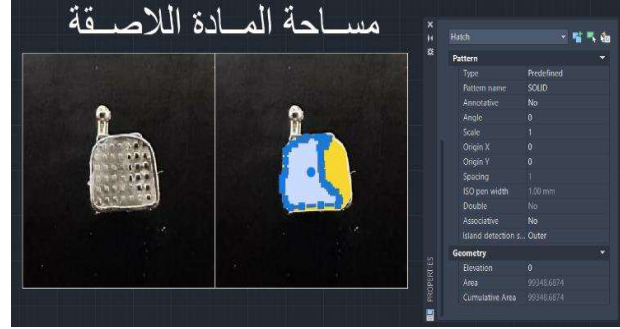 مساحة المادة اللاصقة
Hatch
Pattern
Type Predefined
Pattern name SOLID
Annotative No
Angle 0
Scale 1
Origin X 0
Origin Y 0
Spacing 1
ISO pen width 1.00 mm
Double No
Associative No
Island detection s... Outer
Geometry
Elevation 0
Area 99348.6874
Cumulative Area 99348.6874
PROPERTIES